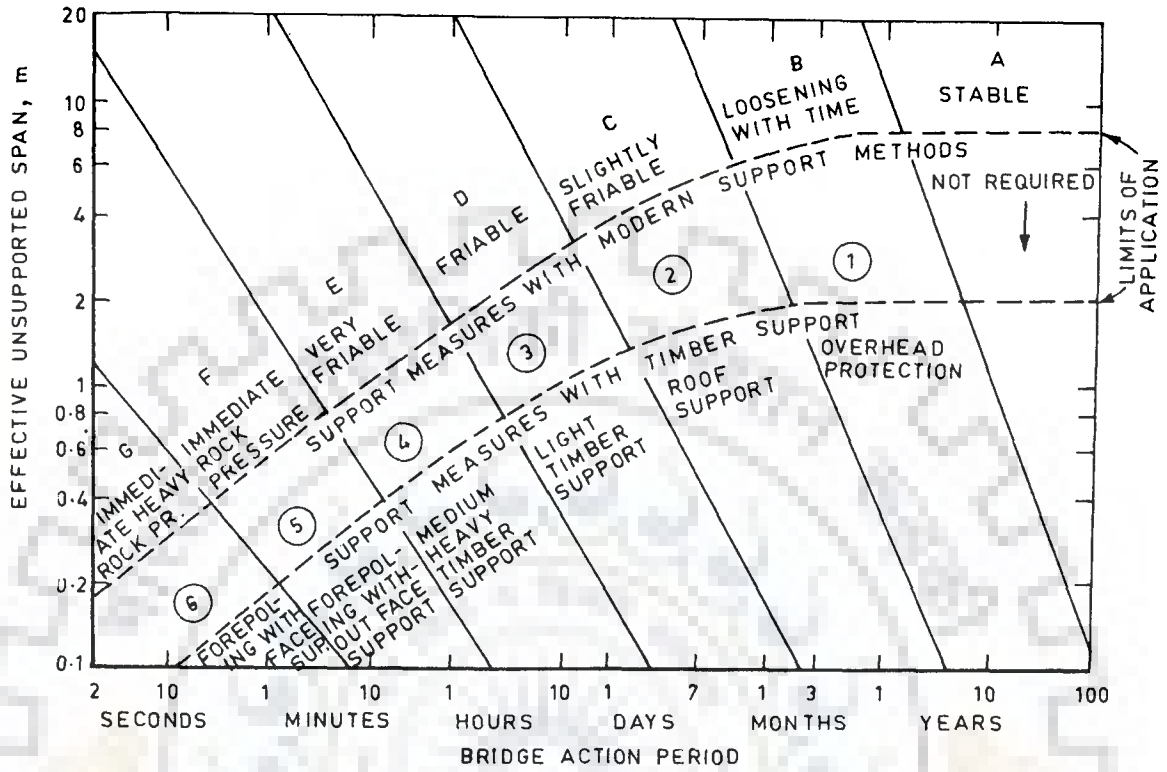 20
10
8
6
4
2
1
0.8
0.6
0.4
0.2
0.1
EFFECTIVE UNSUPPORTED SPAN, m
A
STABLE
B
LOOSENING
WITH TIME
C
SLIGHTLY
FRIABLE
D
FRIABLE
E
VERY
FRIABLE
F
IMMEDIATE
ROCK
PRESSURE
G
IMMEDI-
ATE HEAVY
ROCK PR.
SUPPORT MEASURES WITH MODERN SUPPORT METHODS
NOT REQUIRED
LIMITS OF
APPLICATION
1
2
3
4
5
6
SUPPORT MEASURES WITH TIMBER SUPPORT
OVERHEAD
PROTECTION
ROOF
SUPPORT
LIGHT
TIMBER
SUPPORT
MEDIUM
HEAVY
TIMBER
SUPPORT
FOREPOL-
ING WITH-
OUT FACE
SUPPORT
FOREPOL-
ING WITH
FACE
SUP.
2 10 1 10 1 10 1 7 1 3 1 10 100
SECONDS MINUTES HOURS DAYS MONTHS YEARS
BRIDGE ACTION PERIOD